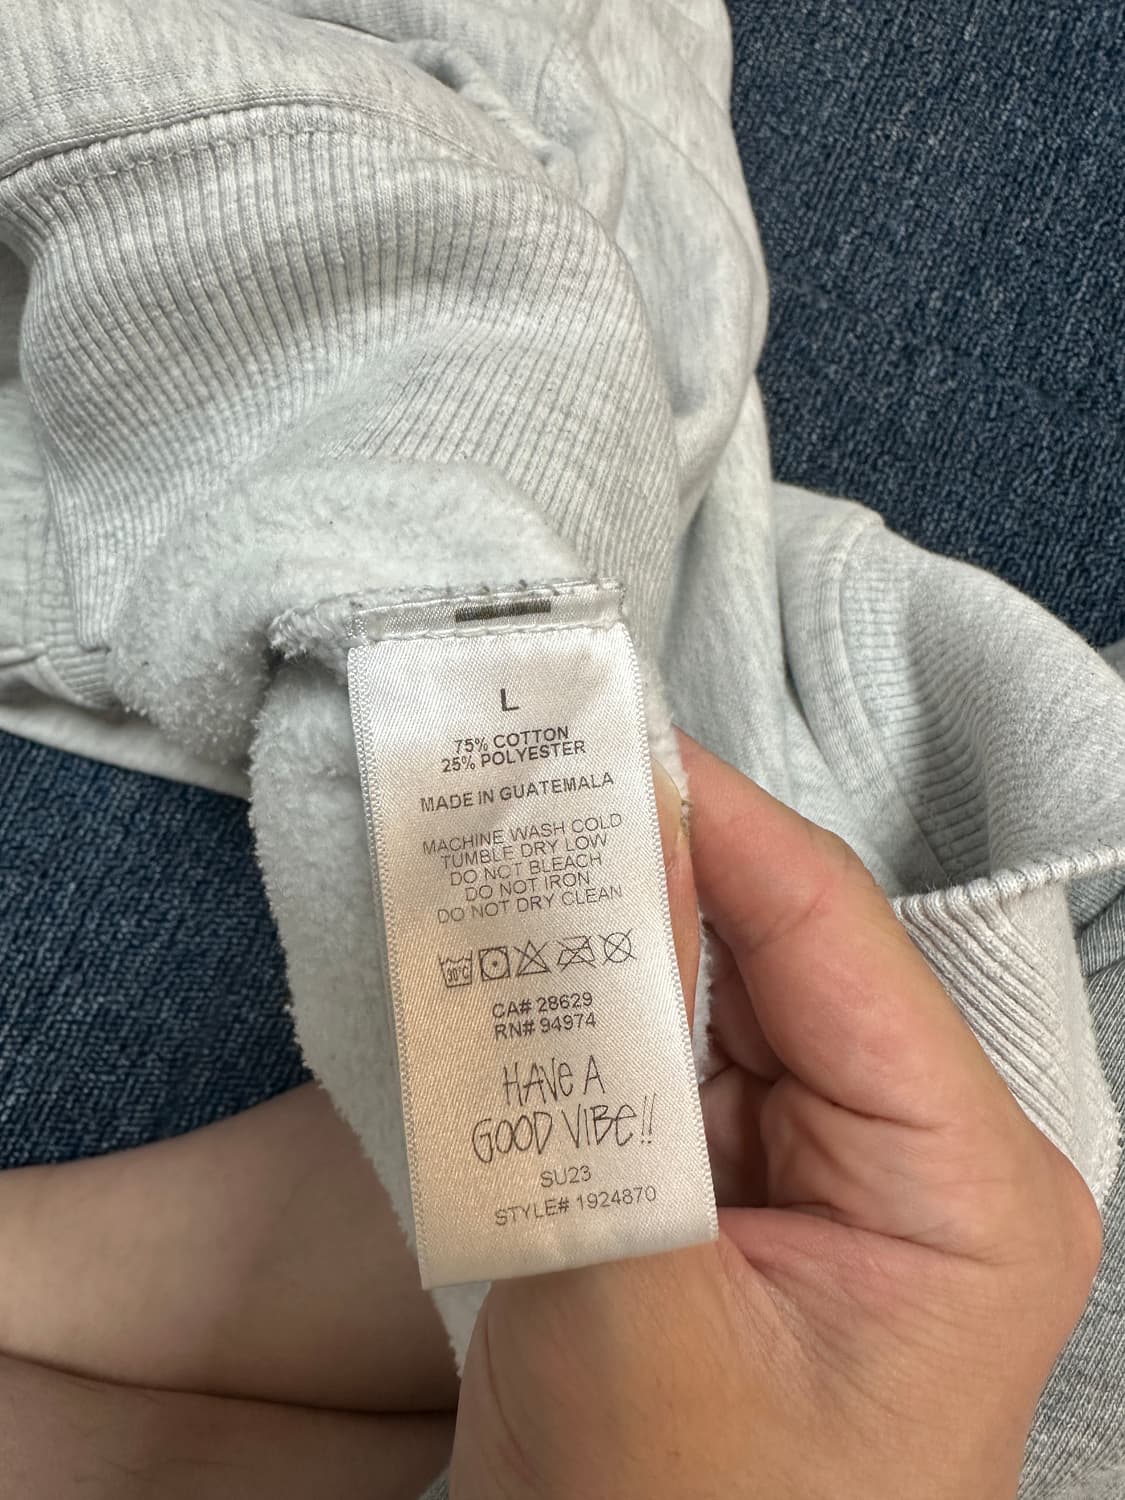 L
75% COTTON
25% POLYESTER
MADE IN GUATEMALA
MACHINE WASH COLD
TUMBLE DRY LOW
DO NOT BLEACH
DO NOT IRON
DO NOT DRY CLEAN
30°C
CA# 28629
RN# 94974
HAVe A
GOOD VIBe!!
SU23
STYLE# 1924870